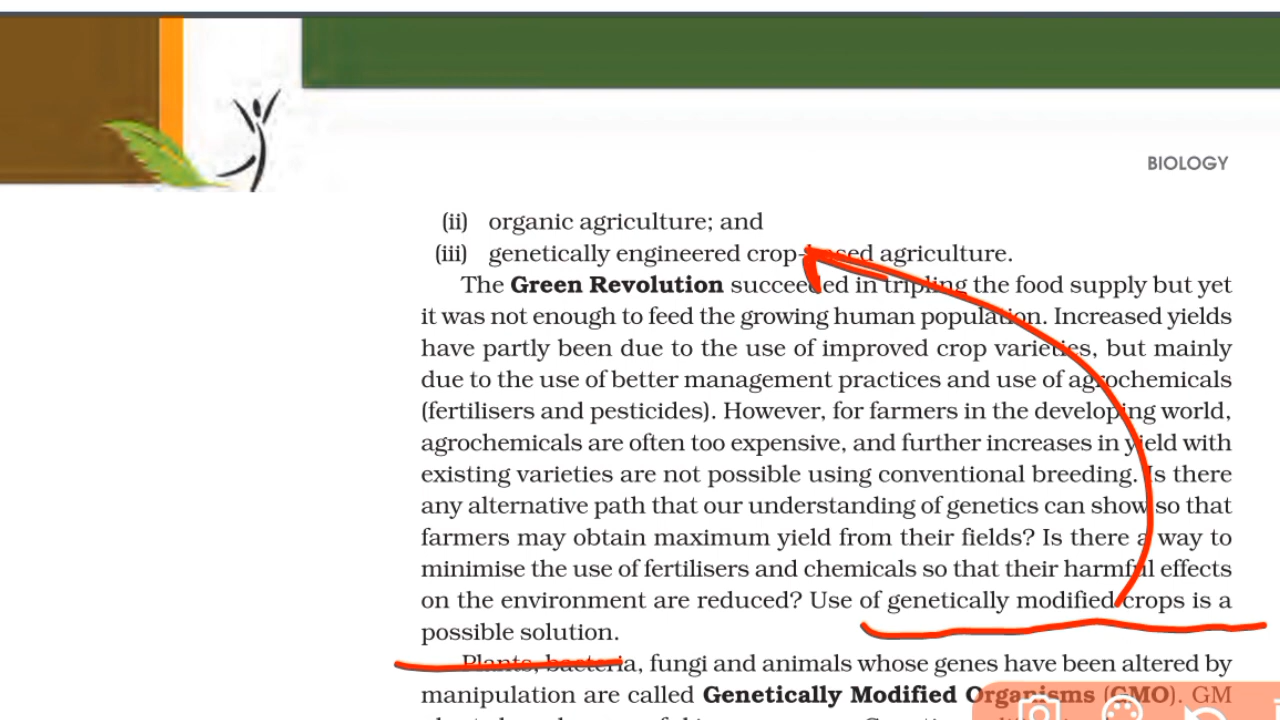 BIOLOGY
(ii) organic agriculture; and
(iii) genetically engineered crop-based agriculture.
The Green Revolution succeeded in tripling the food supply but yet
it was not enough to feed the growing human population. Increased yields
have partly been due to the use of improved crop varieties, but mainly
due to the use of better management practices and use of agrochemicals
(fertilisers and pesticides). However, for farmers in the developing world,
agrochemicals are often too expensive, and further increases in yield with
existing varieties are not possible using conventional breeding. Is there
any alternative path that our understanding of genetics can show so that
farmers may obtain maximum yield from their fields? Is there a way to
minimise the use of fertilisers and chemicals so that their harmful effects
on the environment are reduced? Use of genetically modified crops is a
possible solution.
Plants, bacteria, fungi and animals whose genes have been altered by
manipulation are called Genetically Modified Organisms (GMO). GM